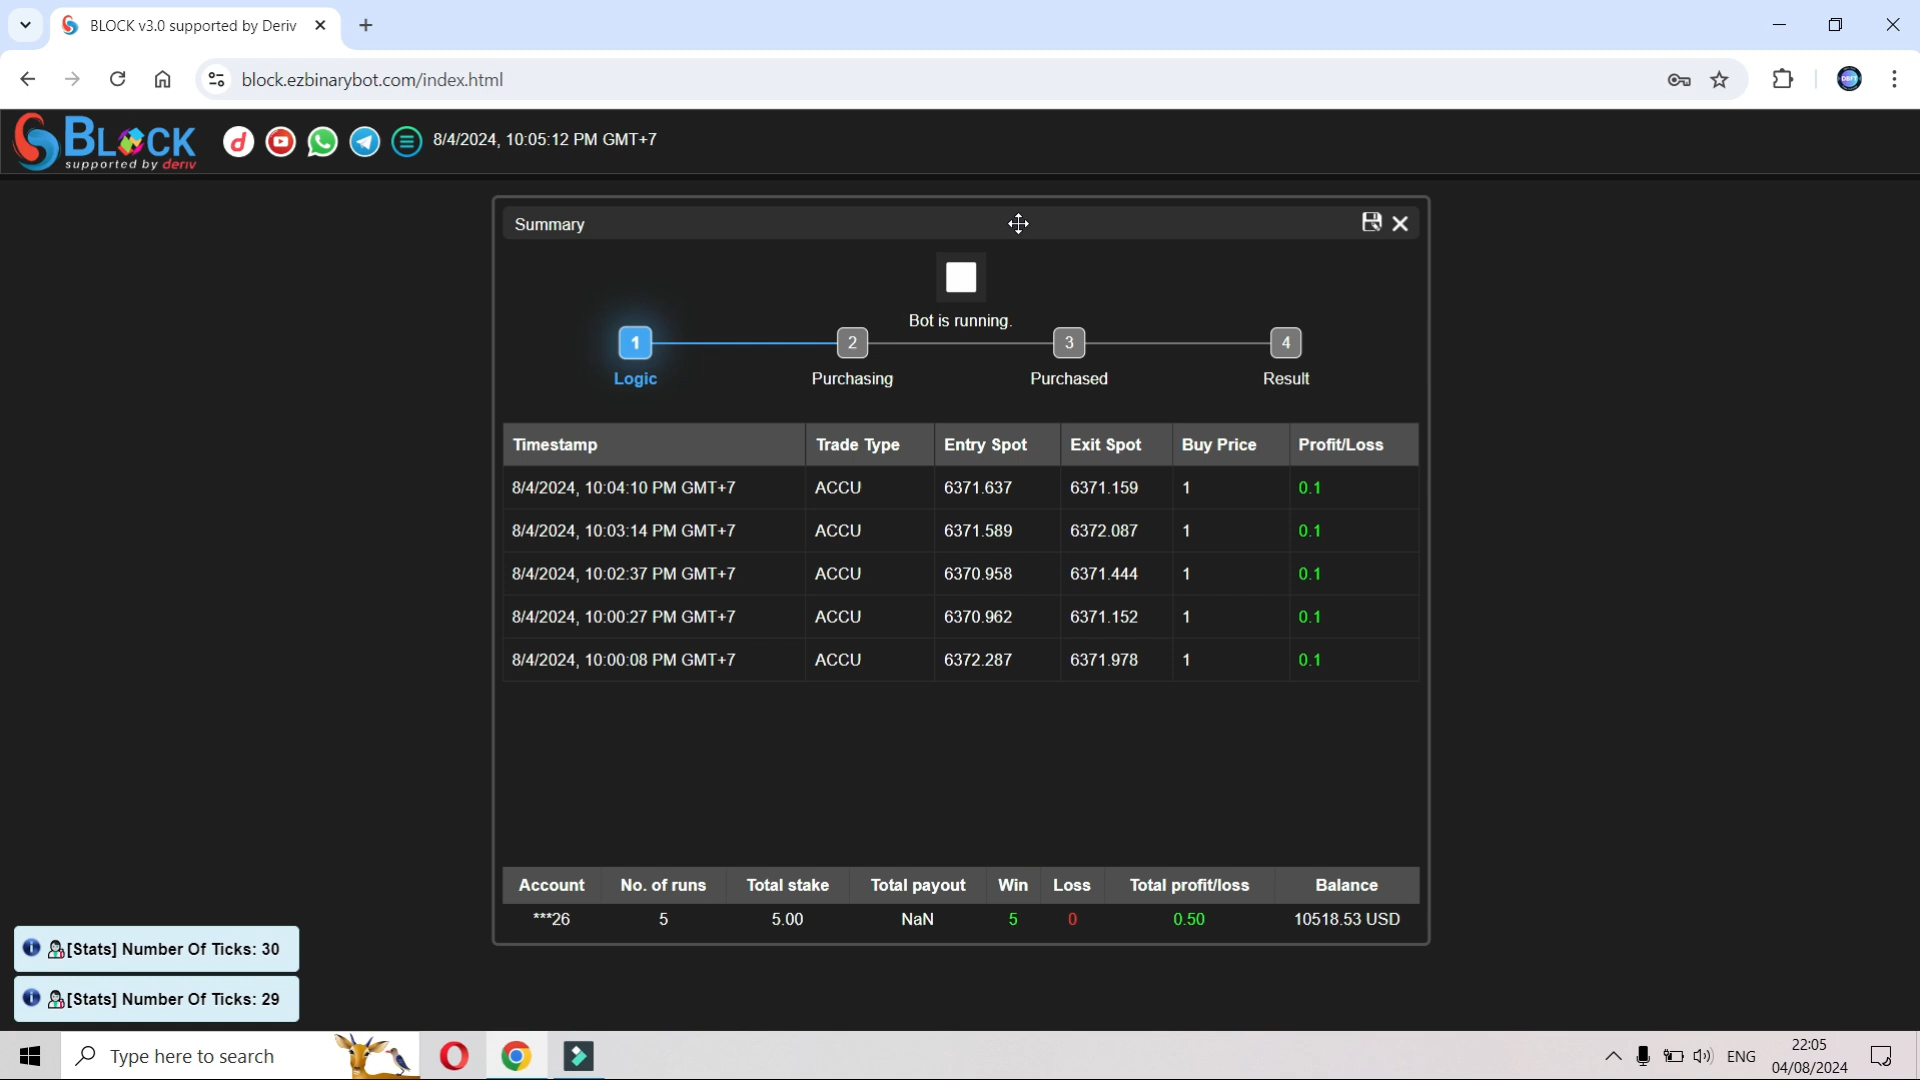 BLOCK v3.0 supported by Deriv
block.ezbinarybot.com/index.html
BLOCK
supported by deriv
8/4/2024, 10:05:12 PM GMT+7
Summary
Bot is running.
1 2 3 4
Logic Purchasing Purchased Result
Timestamp Trade Type Entry Spot Exit Spot Buy Price Profit/Loss
8/4/2024, 10:04:10 PM GMT+7 ACCU 6371.637 6371.159 1 0.1
8/4/2024, 10:03:14 PM GMT+7 ACCU 6371.589 6372.087 1 0.1
8/4/2024, 10:02:37 PM GMT+7 ACCU 6370.958 6371.444 1 0.1
8/4/2024, 10:00:27 PM GMT+7 ACCU 6370.962 6371.152 1 0.1
8/4/2024, 10:00:08 PM GMT+7 ACCU 6372.287 6371.978 1 0.1
Account No. of runs Total stake Total payout Win Loss Total profit/loss Balance
***26 5 5.00 NaN 5 0 0.50 10518.53 USD
[Stats] Number Of Ticks: 30
[Stats] Number Of Ticks: 29
Type here to search
ENG
22:05
04/08/2024